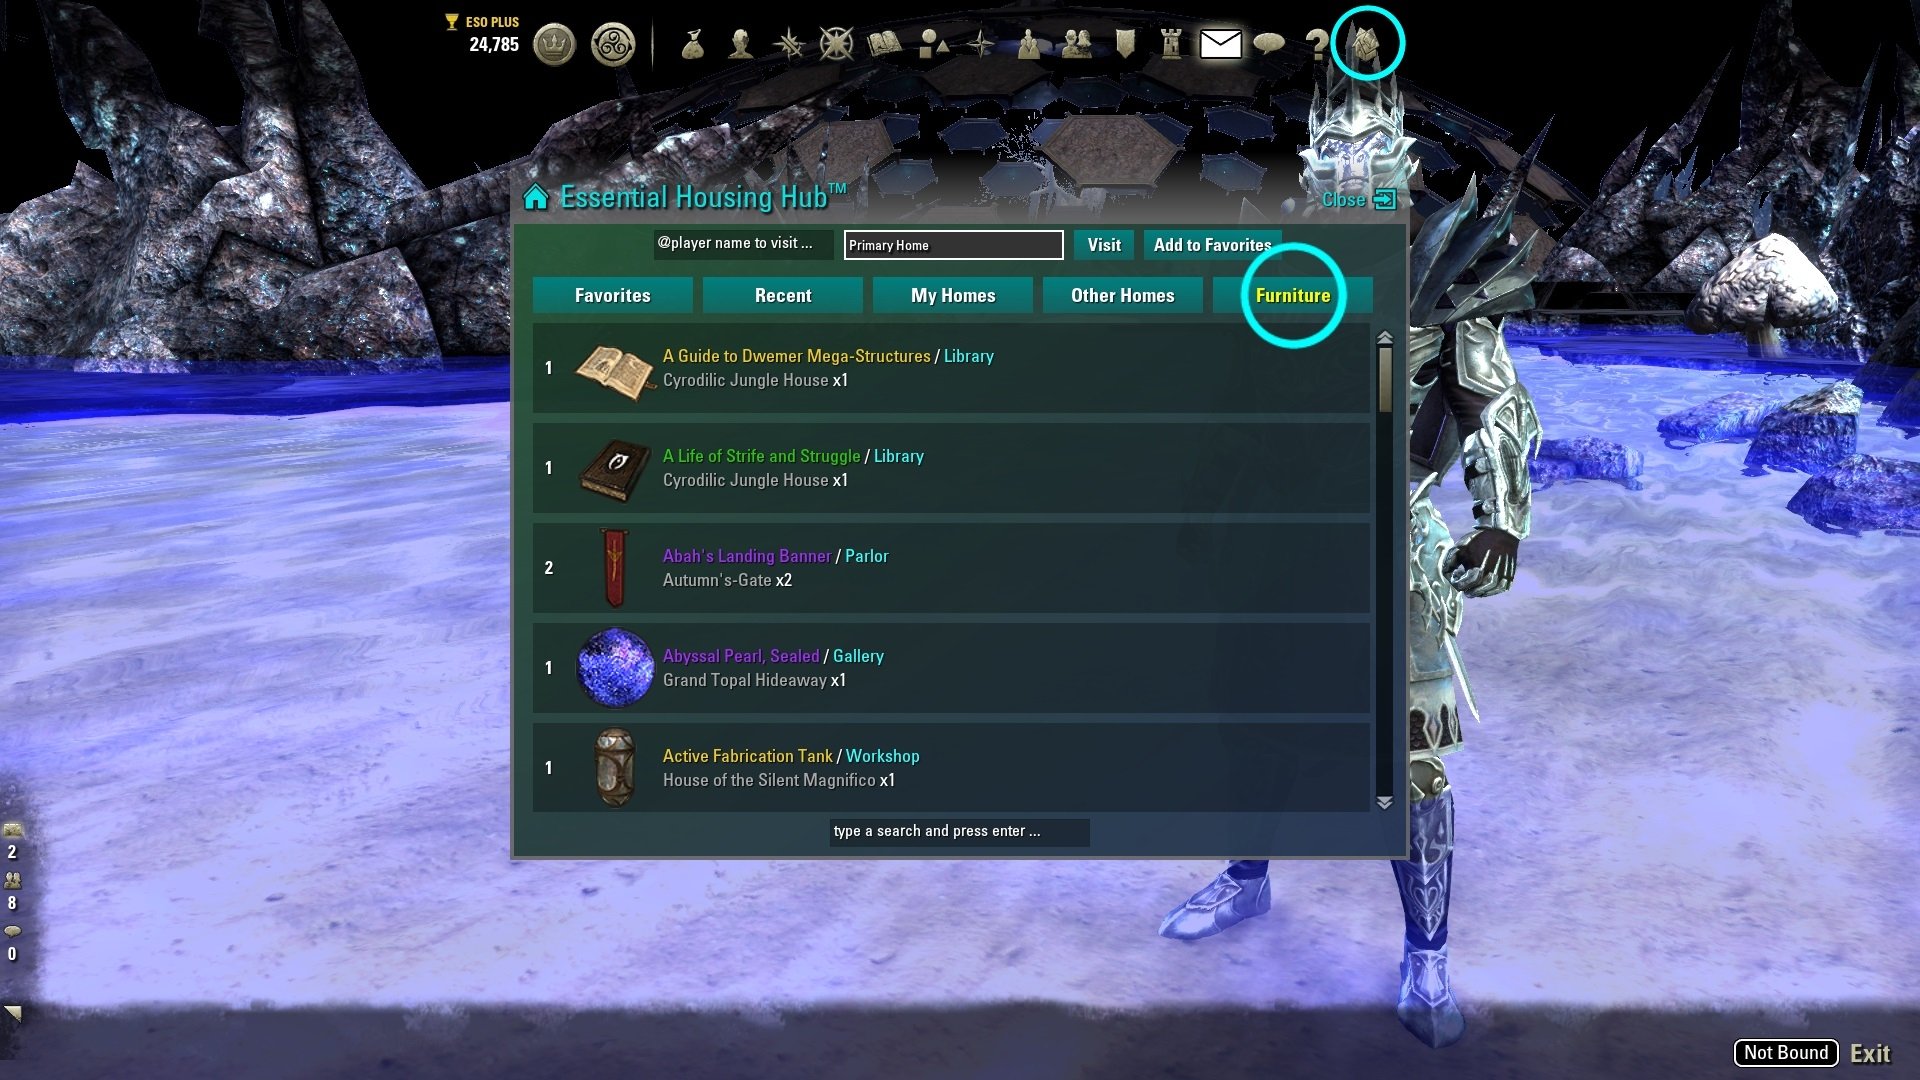 ESO PLUS
24,785
Essential Housing Hub™
Close
@player name to visit ...
Primary Home
Visit
Add to Favorites
Favorites
Recent
My Homes
Other Homes
Furniture
1
A Guide to Dwemer Mega-Structures / Library
Cyrodilic Jungle House x1
1
A Life of Strife and Struggle / Library
Cyrodilic Jungle House x1
2
Abah's Landing Banner / Parlor
Autumn's-Gate x2
1
Abyssal Pearl, Sealed / Gallery
Grand Topal Hideaway x1
1
Active Fabrication Tank / Workshop
House of the Silent Magnifico x1
type a search and press enter ...
2
8
0
Not Bound Exit